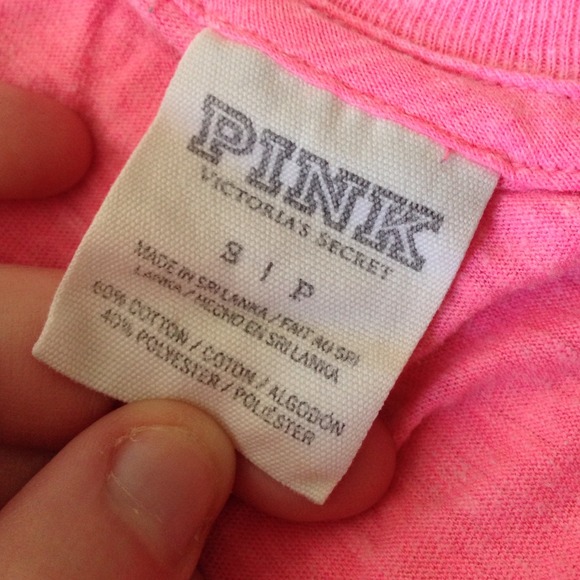 PINK
VICTORIA'S SECRET
S / P
MADE IN SRI LANKA / FAIT AU SRI
LANKA / HECHO EN SRI LANKA
60% COTTON / COTON / ALGODÓN
40% POLYESTER / POLIÉSTER